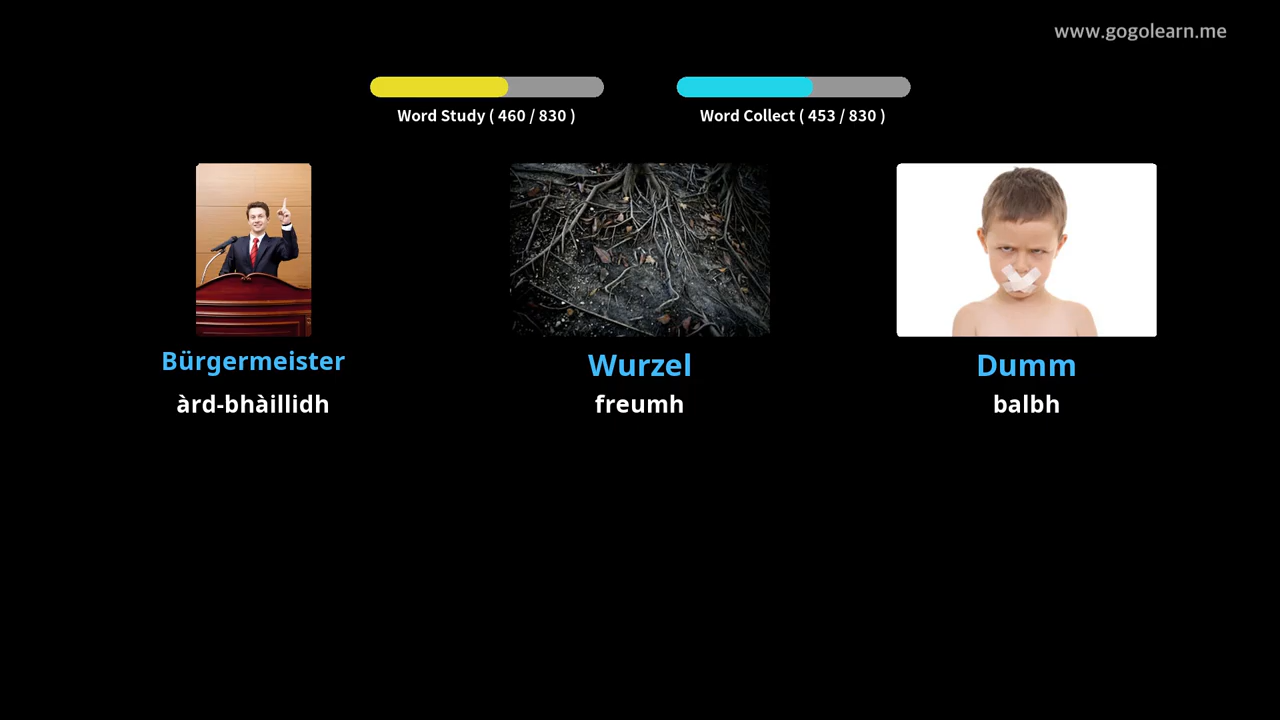 www.gogolearn.me
Word Study ( 460 / 830 )
Word Collect ( 453 / 830 )
Bürgermeister
àrd-bhàillidh
Wurzel
freumh
Dumm
balbh